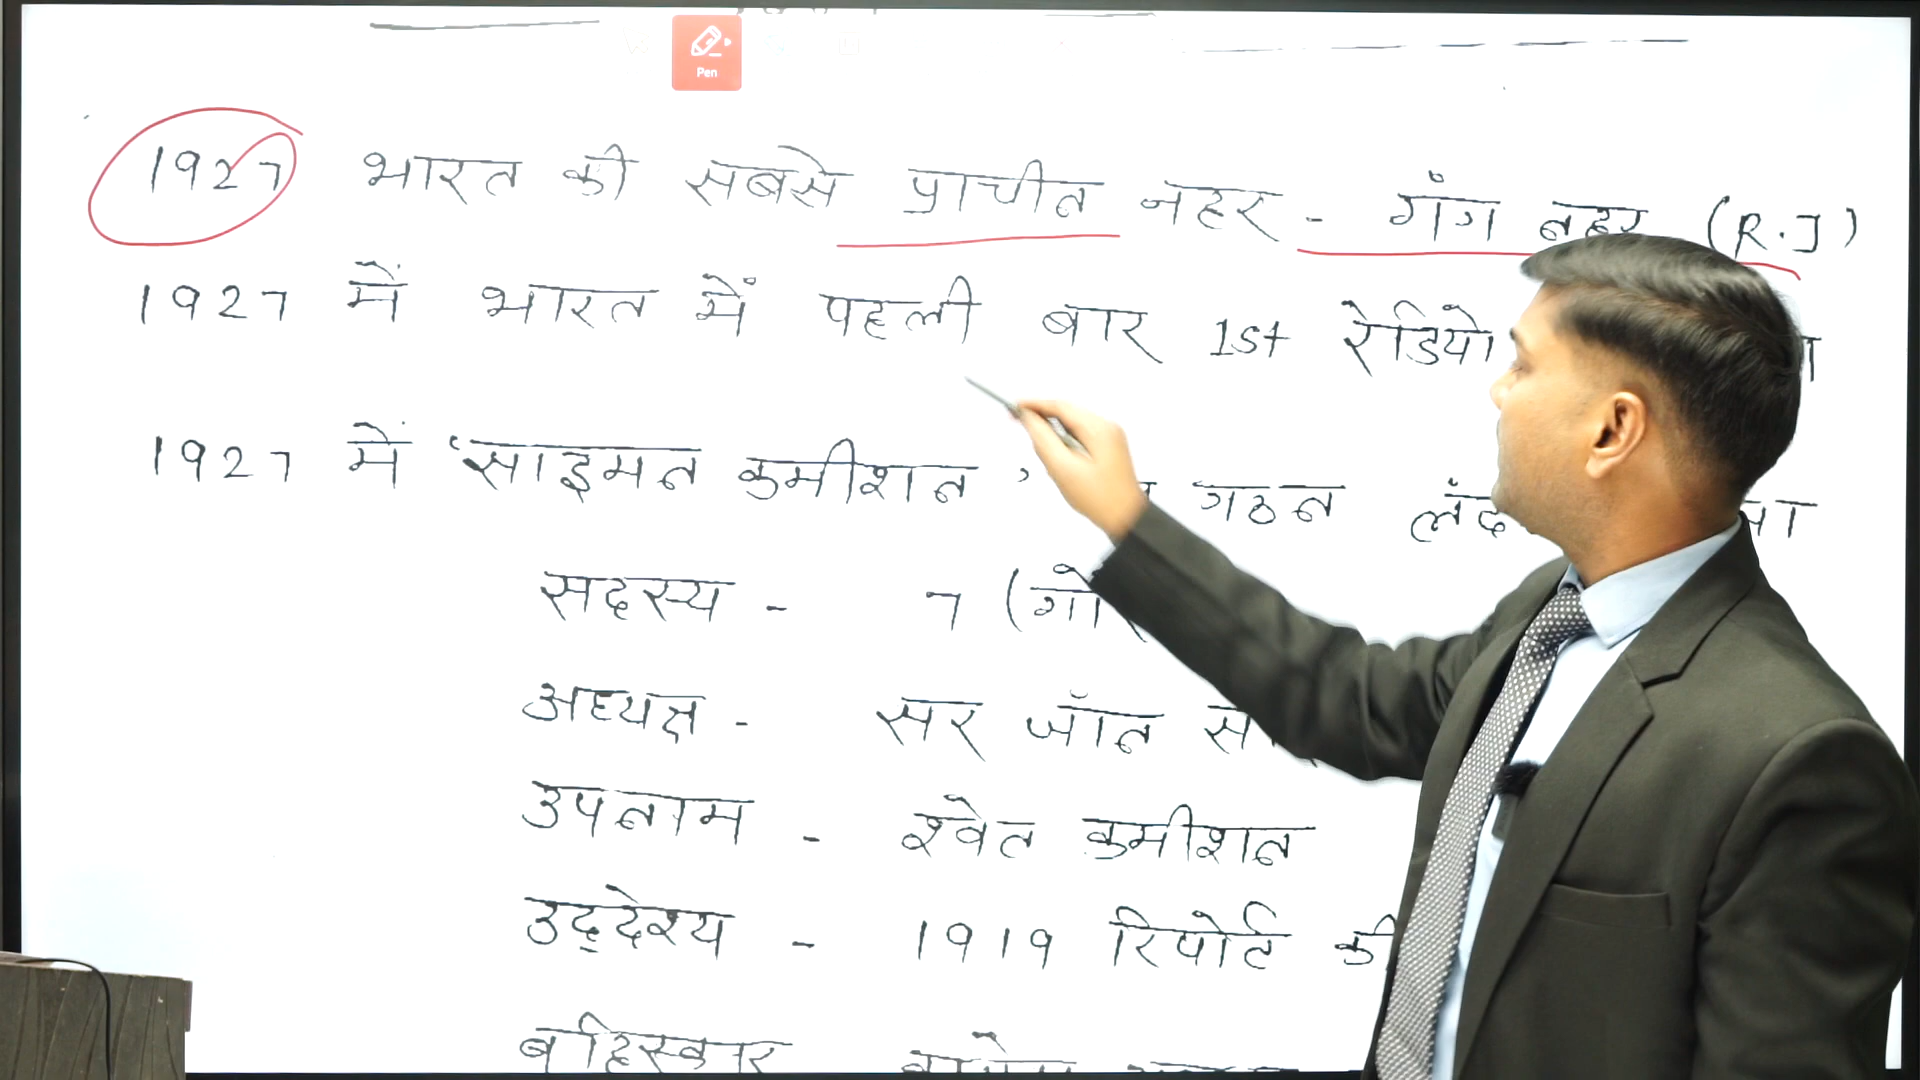 Pen
1927 भारत की सबसे प्राचीन नहर - गंग नहर (R.J)
1927 में भारत में पहली बार 1st रेडियो
1927 में 'साइमन कमीशन' गठन
सदस्य - 7
अध्यक्ष - सर जॉन
उपनाम - श्वेत कमीशन
उद्देश्य - 1919 रिपोर्ट की
बहिस्कार